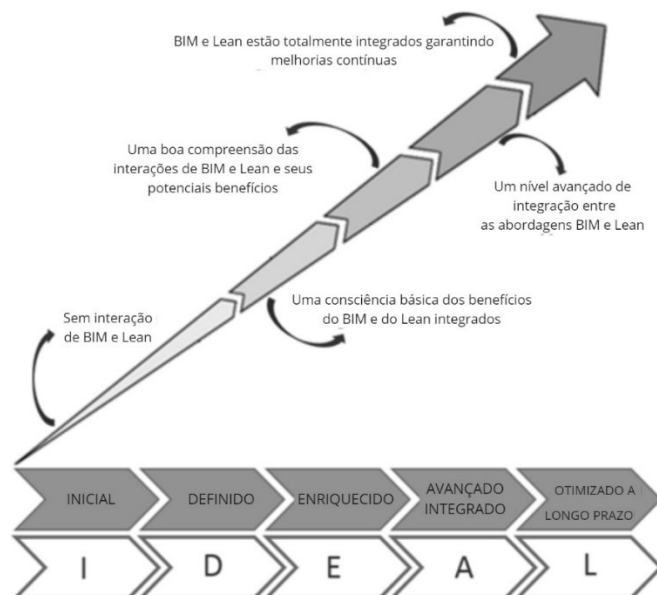 BIM e Lean estão totalmente integrados garantindo
melhorias contínuas
Uma boa compreensão das
interações de BIM e Lean e seus
potenciais benefícios
Um nível avançado de
integração entre
as abordagens BIM e Lean
Sem interação
de BIM e Lean
Uma consciência básica dos benefícios
do BIM e do Lean integrados
INICIAL
DEFINIDO
ENRIQUECIDO
AVANÇADO
INTEGRADO
OTIMIZADO A
LONGO PRAZO
I
D
E
A
L